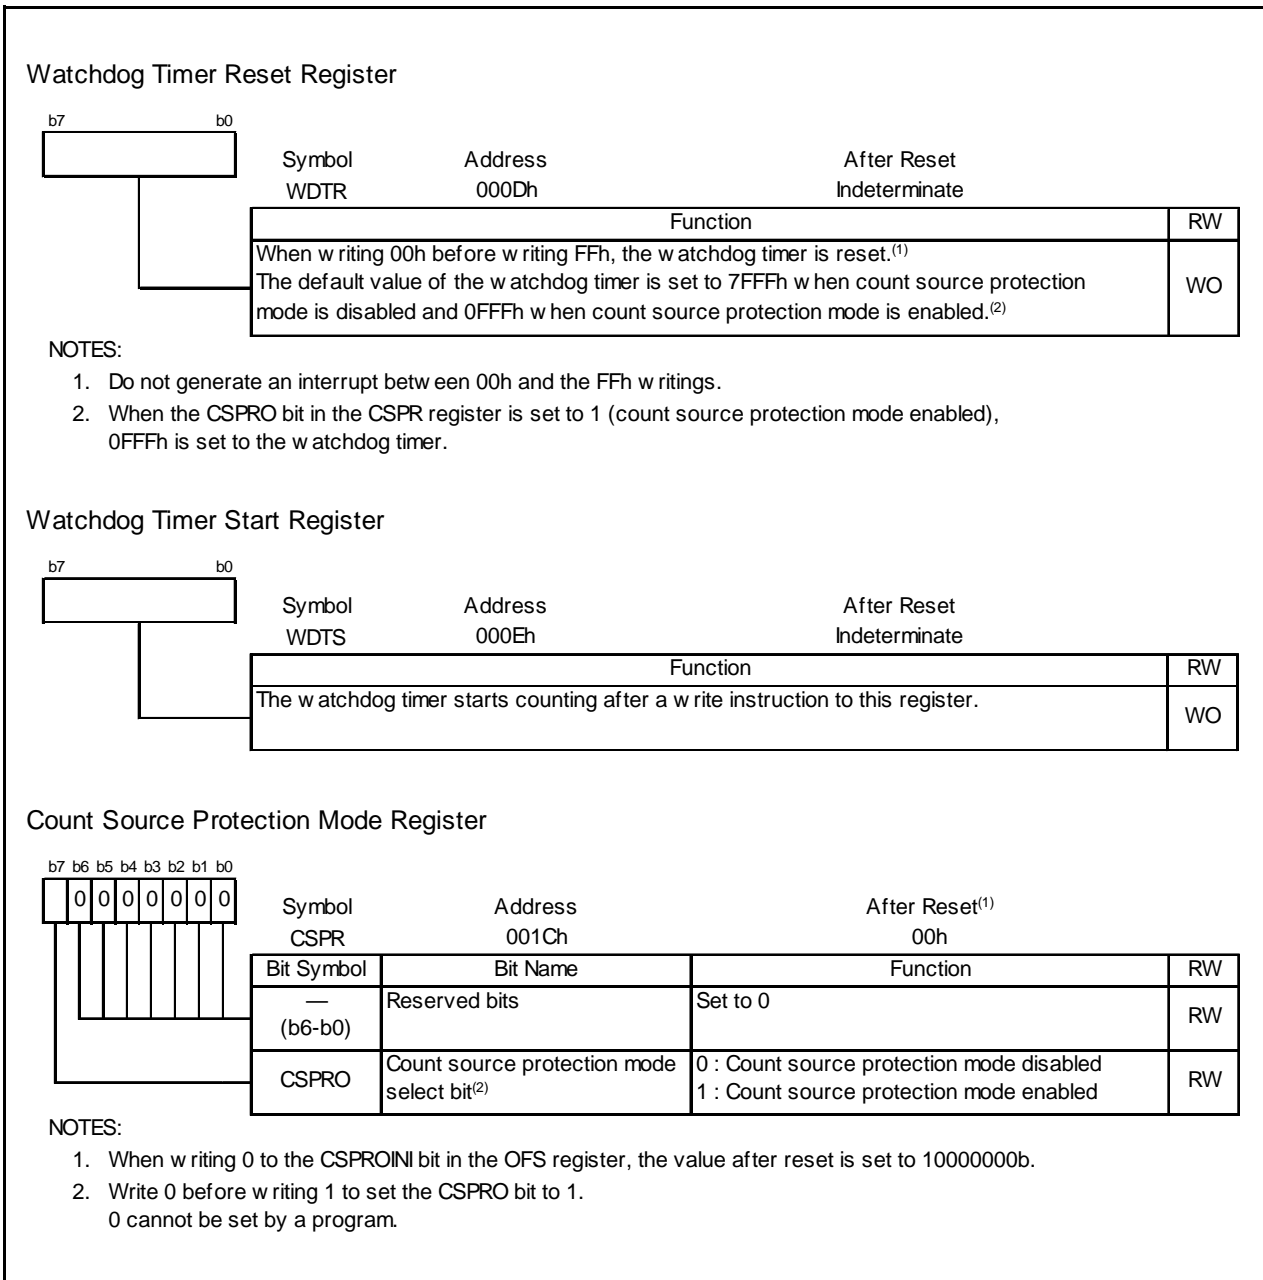 Watchdog Timer Reset Register
b7 b0
Symbol Address After Reset
WDTR 000Dh Indeterminate
Function RW
When writing 00h before writing FFh, the watchdog timer is reset.(1)
The default value of the watchdog timer is set to 7FFFh when count source protection
mode is disabled and 0FFFh when count source protection mode is enabled.(2)
WO
NOTES:
1. Do not generate an interrupt between 00h and the FFh writings.
2. When the CSPRO bit in the CSPR register is set to 1 (count source protection mode enabled),
0FFFh is set to the watchdog timer.
Watchdog Timer Start Register
b7 b0
Symbol Address After Reset
WDTS 000Eh Indeterminate
Function RW
The watchdog timer starts counting after a write instruction to this register.
WO
Count Source Protection Mode Register
b7 b6 b5 b4 b3 b2 b1 b0
0 0 0 0 0 0 0
Symbol Address After Reset(1)
CSPR 001Ch 00h
Bit Symbol Bit Name Function RW
— Reserved bits Set to 0
(b6-b0) RW
CSPRO Count source protection mode 0 : Count source protection mode disabled RW
select bit(2) 1 : Count source protection mode enabled
NOTES:
1. When writing 0 to the CSPROINI bit in the OFS register, the value after reset is set to 10000000b.
2. Write 0 before writing 1 to set the CSPRO bit to 1.
0 cannot be set by a program.